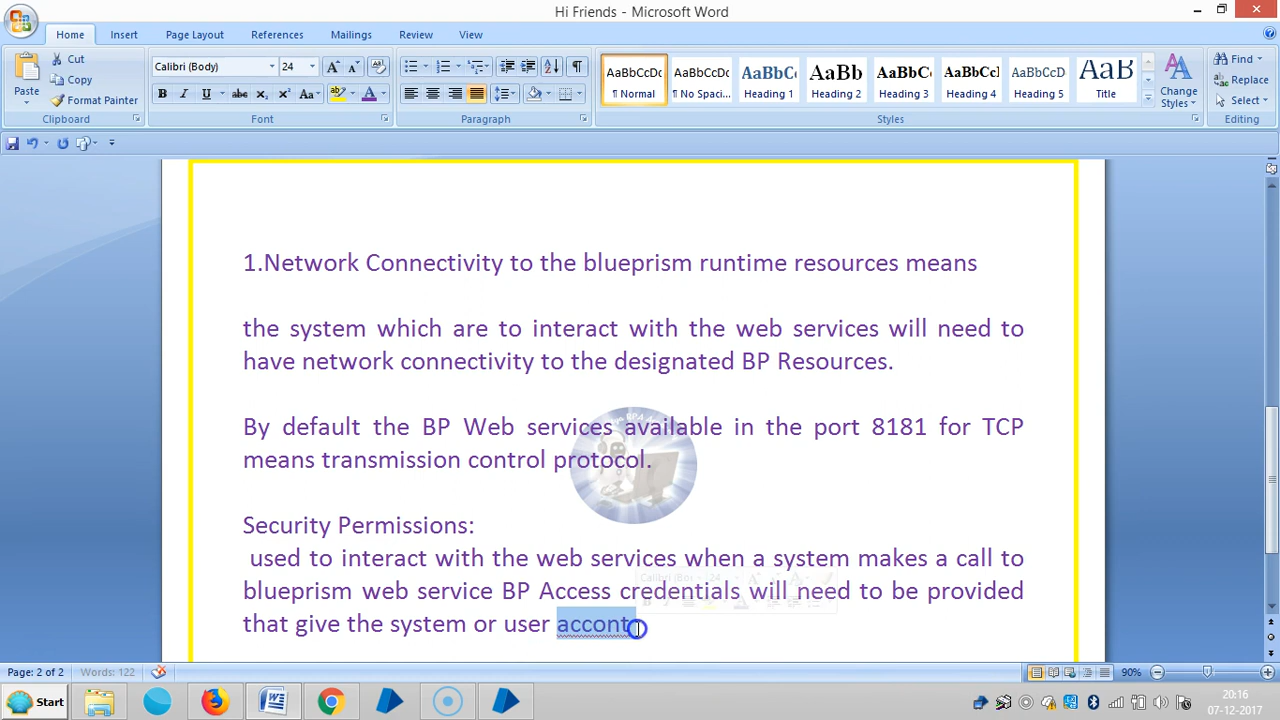 Hi Friends - Microsoft Word
Home Insert Page Layout References Mailings Review View
Paste Cut Copy Format Painter
Clipboard
Calibri (Body) 24
Font
Paragraph
AaBbCcDc AaBbCcDc AaBbC AaBb AaBbC AaBbCcI AaBbCcD AaB
¶ Normal ¶ No Spaci... Heading 1 Heading 2 Heading 3 Heading 4 Heading 5 Title
Styles
Change Styles
Find Replace Select
Editing
1.Network Connectivity to the blueprism runtime resources means
the system which are to interact with the web services will need to
have network connectivity to the designated BP Resources.
By default the BP Web services available in the port 8181 for TCP
means transmission control protocol.
Security Permissions:
used to interact with the web services when a system makes a call to
blueprism web service BP Access credentials will need to be provided
that give the system or user accont
Page: 2 of 2 Words: 122 90%
Start
20:16
07-12-2017